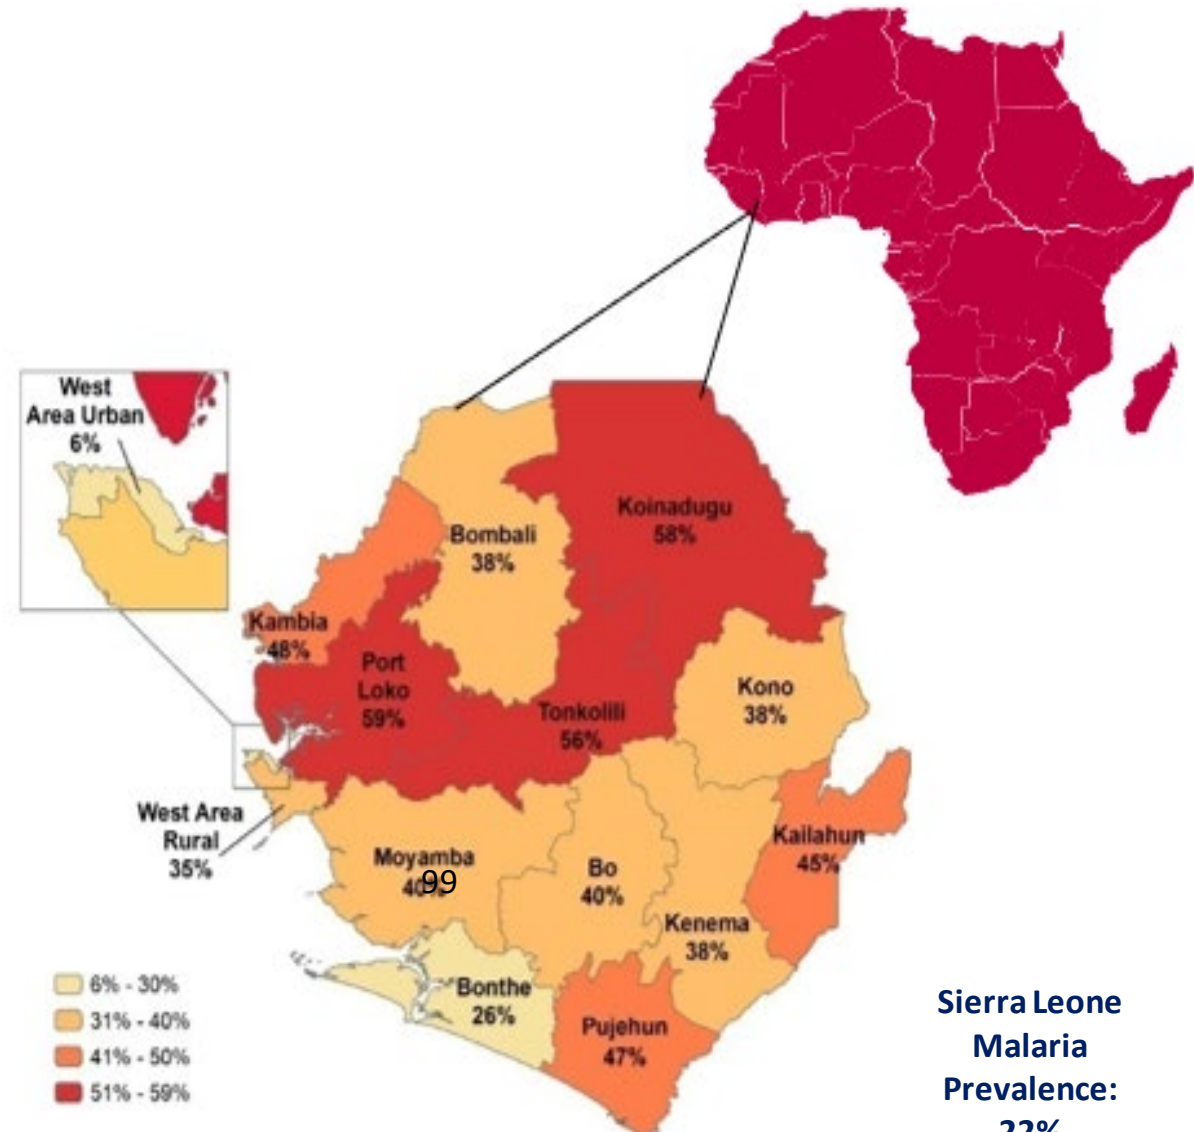 West
Area Urban
6%
Koinadugu
58%
Bombali
38%
Kambia
48%
Port
Loko
59%
Kono
38%
Tonkolili
56%
West Area
Rural
35%
Kailahun
45%
Moyamba
40%
99
Bo
40%
Kenema
38%
Bonthe
26%
Pujehun
47%
6% - 30%
31% - 40%
41% - 50%
51% - 59%
Sierra Leone
Malaria
Prevalence:
22%